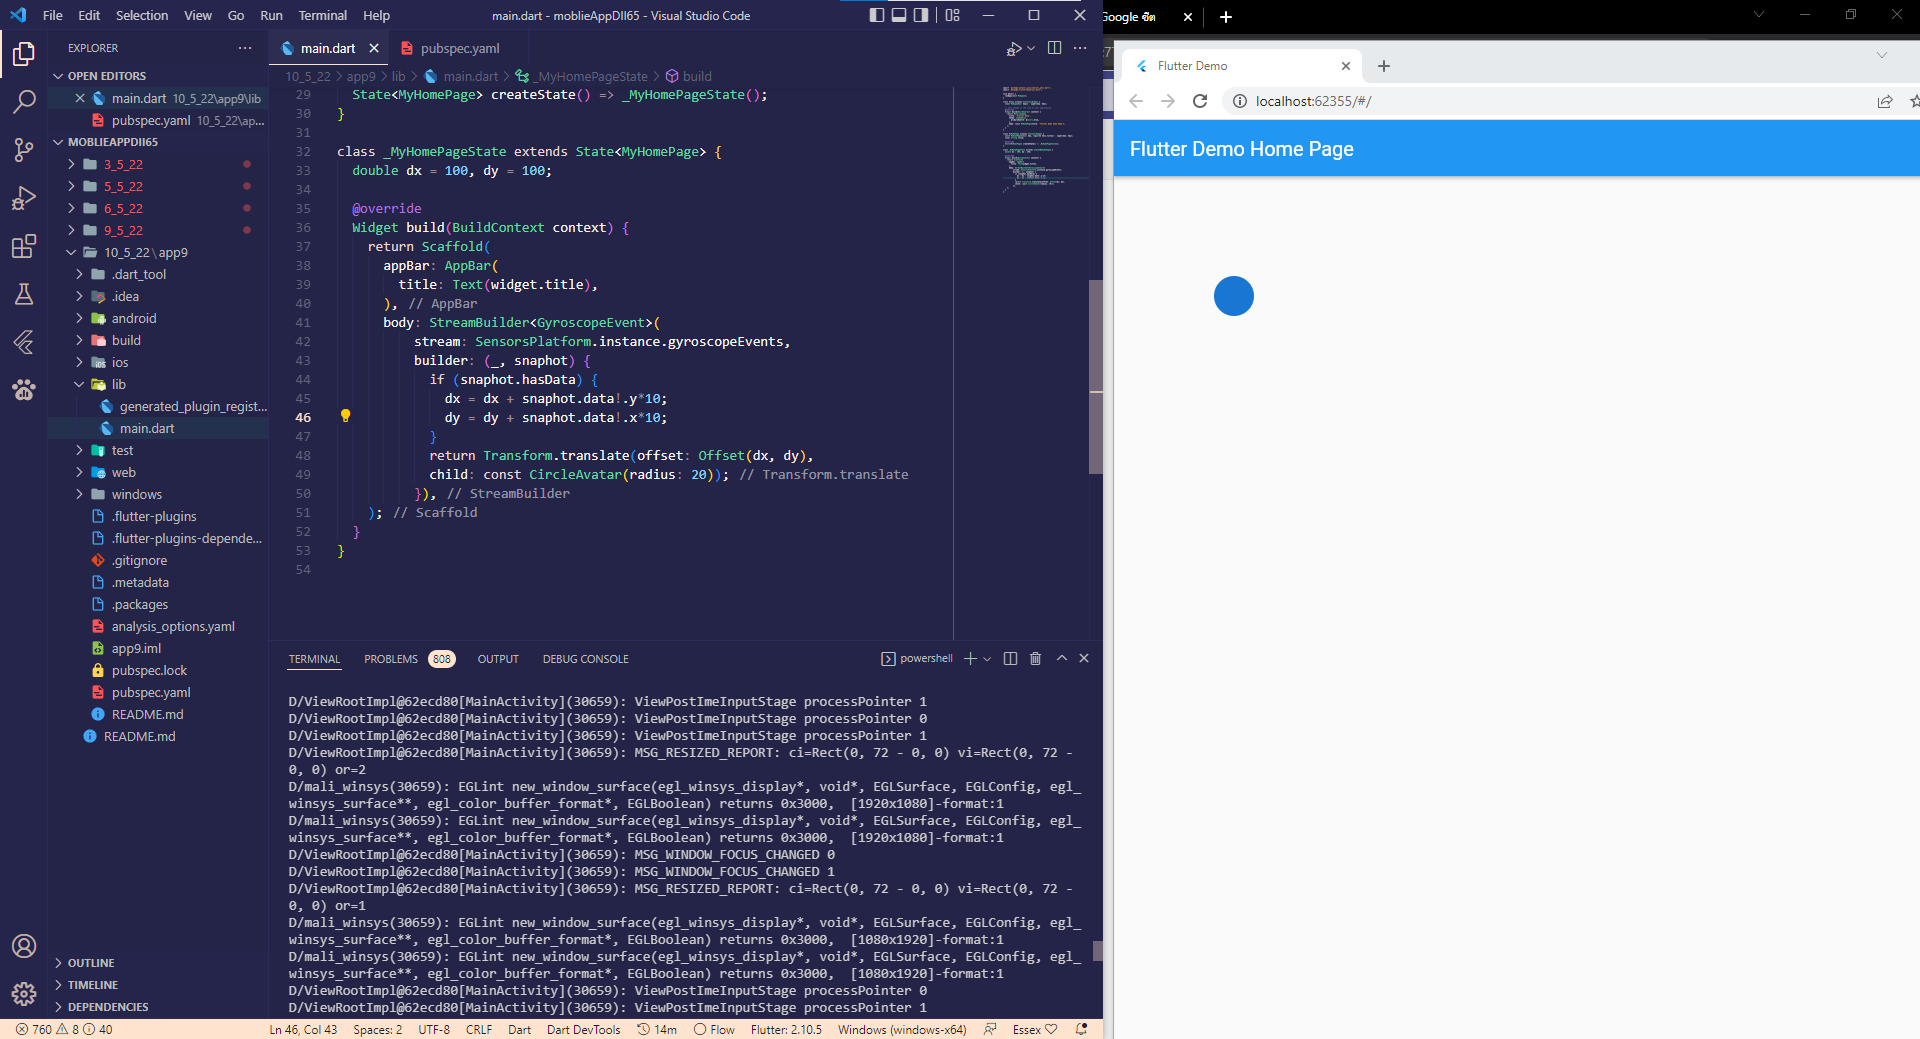 File Edit Selection View Go Run Terminal Help
main.dart - moblieAppDII65 - Visual Studio Code
EXPLORER
OPEN EDITORS
main.dart 10_5_22\app9\lib
pubspec.yaml 10_5_22\ap...
MOBLIEAPPDII65
3_5_22
5_5_22
6_5_22
9_5_22
10_5_22\app9
.dart_tool
.idea
android
build
ios
lib
generated_plugin_regist...
main.dart
test
web
windows
.flutter-plugins
.flutter-plugins-depende...
.gitignore
.metadata
.packages
analysis_options.yaml
app9.iml
pubspec.lock
pubspec.yaml
README.md
README.md
OUTLINE
TIMELINE
DEPENDENCIES
main.dart
pubspec.yaml
10_5_22 > app9 > lib > main.dart > _MyHomePageState > build
29 State<MyHomePage> createState() => _MyHomePageState();
30 }
31
32 class _MyHomePageState extends State<MyHomePage> {
33 double dx = 100, dy = 100;
34
35 @override
36 Widget build(BuildContext context) {
37 return Scaffold(
38 appBar: AppBar(
39 title: Text(widget.title),
40 ), // AppBar
41 body: StreamBuilder<GyroscopeEvent>(
42 stream: SensorsPlatform.instance.gyroscopeEvents,
43 builder: (_, snaphot) {
44 if (snaphot.hasData) {
45 dx = dx + snaphot.data!.y*10;
46 dy = dy + snaphot.data!.x*10;
47 }
48 return Transform.translate(offset: Offset(dx, dy),
49 child: const CircleAvatar(radius: 20)); // Transform.translate
50 }), // StreamBuilder
51 ); // Scaffold
52 }
53 }
54
TERMINAL PROBLEMS 808 OUTPUT DEBUG CONSOLE
powershell
D/ViewRootImpl@62ecd80[MainActivity](30659): ViewPostImeInputStage processPointer 1
D/ViewRootImpl@62ecd80[MainActivity](30659): ViewPostImeInputStage processPointer 0
D/ViewRootImpl@62ecd80[MainActivity](30659): ViewPostImeInputStage processPointer 1
D/ViewRootImpl@62ecd80[MainActivity](30659): MSG_RESIZED_REPORT: ci=Rect(0, 72 - 0, 0) vi=Rect(0, 72 -
0, 0) or=2
D/mali_winsys(30659): EGLint new_window_surface(egl_winsys_display*, void*, EGLSurface, EGLConfig, egl_
winsys_surface**, egl_color_buffer_format*, EGLBoolean) returns 0x3000, [1920x1080]-format:1
D/mali_winsys(30659): EGLint new_window_surface(egl_winsys_display*, void*, EGLSurface, EGLConfig, egl_
winsys_surface**, egl_color_buffer_format*, EGLBoolean) returns 0x3000, [1920x1080]-format:1
D/ViewRootImpl@62ecd80[MainActivity](30659): MSG_WINDOW_FOCUS_CHANGED 0
D/ViewRootImpl@62ecd80[MainActivity](30659): MSG_WINDOW_FOCUS_CHANGED 1
D/ViewRootImpl@62ecd80[MainActivity](30659): MSG_RESIZED_REPORT: ci=Rect(0, 72 - 0, 0) vi=Rect(0, 72 -
0, 0) or=1
D/mali_winsys(30659): EGLint new_window_surface(egl_winsys_display*, void*, EGLSurface, EGLConfig, egl_
winsys_surface**, egl_color_buffer_format*, EGLBoolean) returns 0x3000, [1080x1920]-format:1
D/mali_winsys(30659): EGLint new_window_surface(egl_winsys_display*, void*, EGLSurface, EGLConfig, egl_
winsys_surface**, egl_color_buffer_format*, EGLBoolean) returns 0x3000, [1080x1920]-format:1
D/ViewRootImpl@62ecd80[MainActivity](30659): ViewPostImeInputStage processPointer 0
D/ViewRootImpl@62ecd80[MainActivity](30659): ViewPostImeInputStage processPointer 1
760 8 40
Ln 46, Col 43 Spaces: 2 UTF-8 CRLF Dart Dart DevTools 14m Flow Flutter: 2.10.5 Windows (windows-x64) Essex
Google ชีต
Flutter Demo
localhost:62355/#/
Flutter Demo Home Page